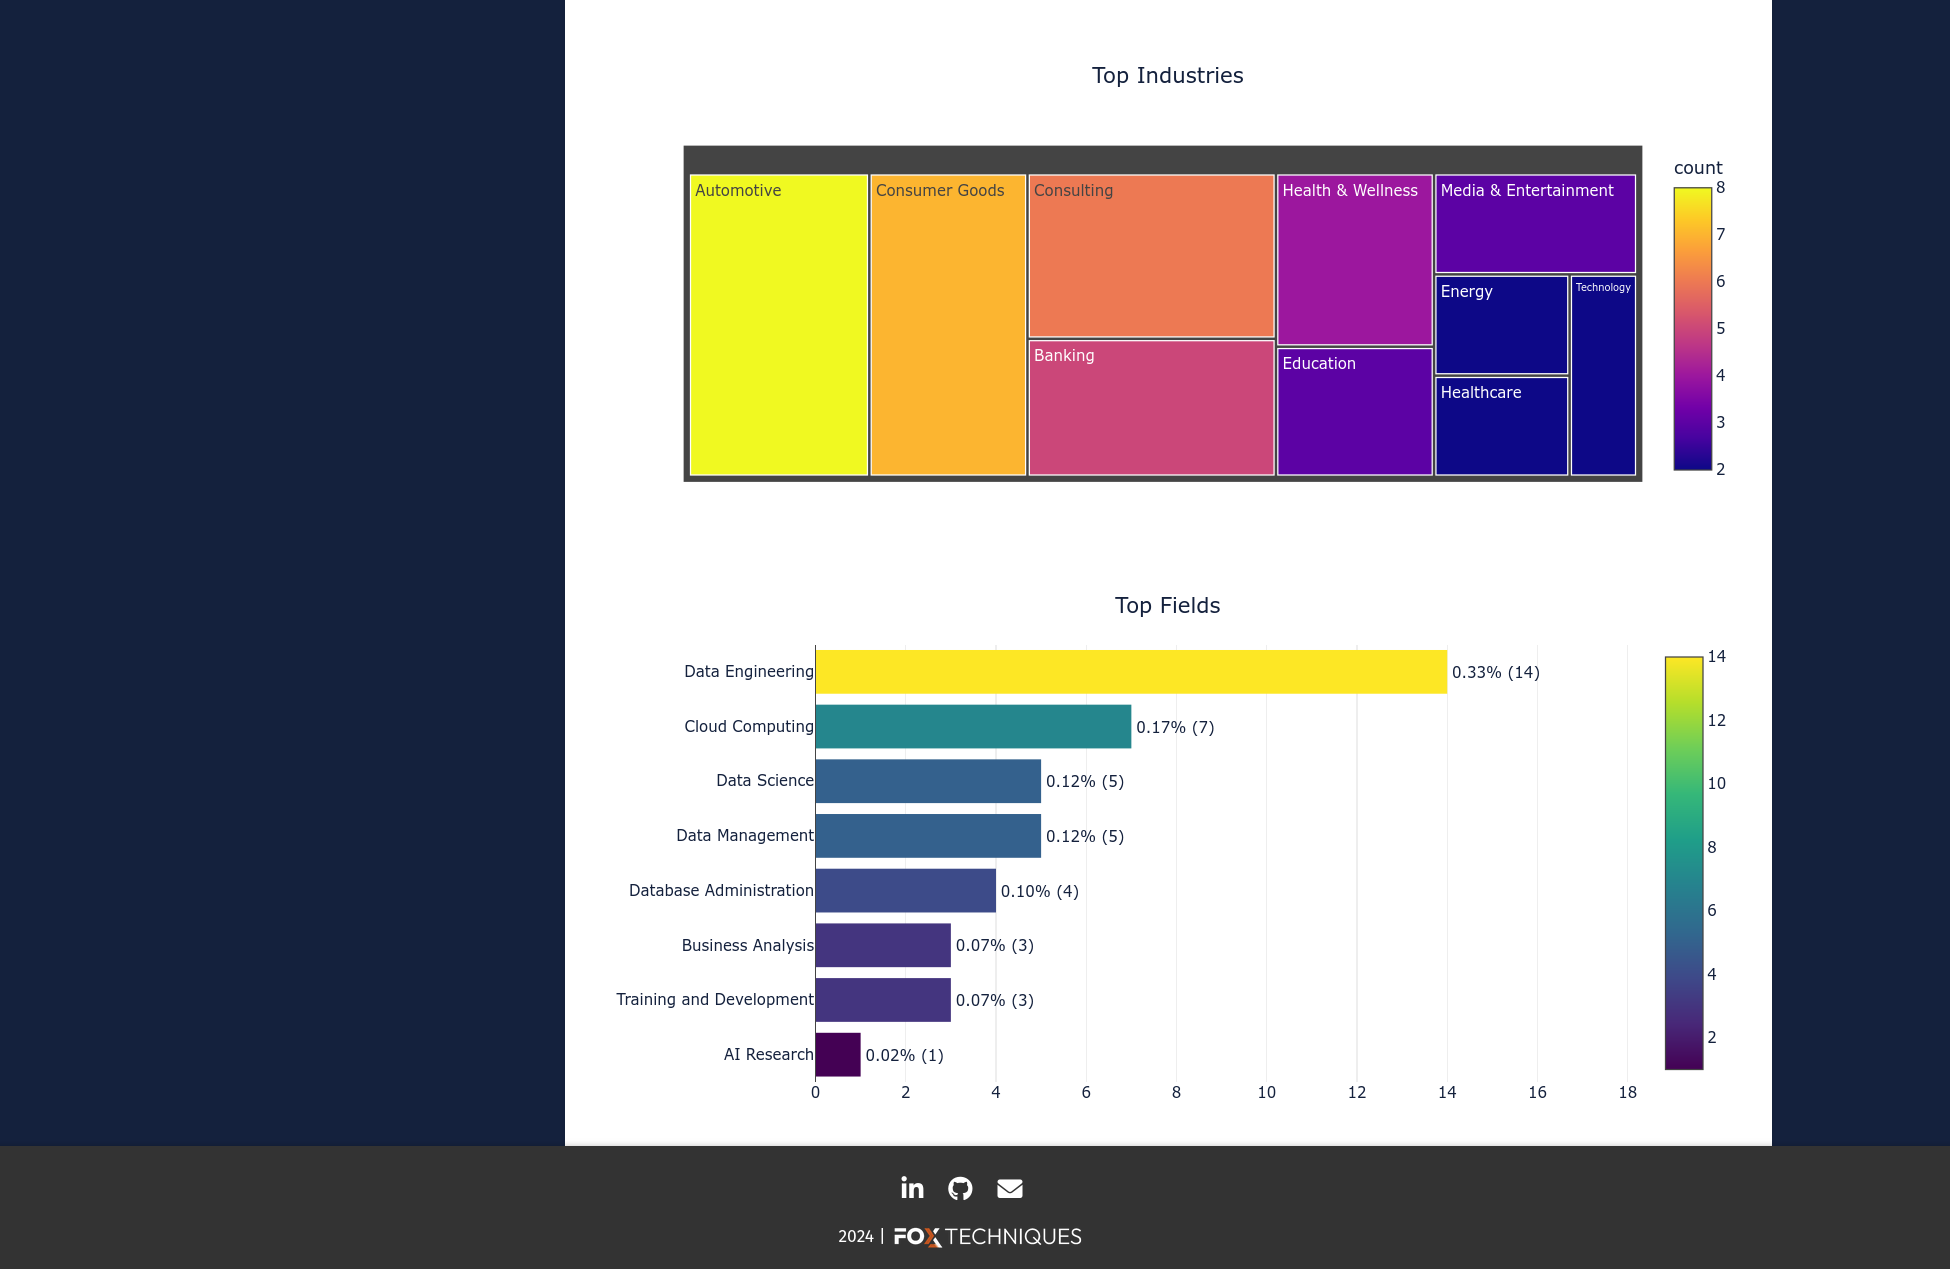 Top Industries
count
Automotive
Consumer Goods
Consulting
Health & Wellness
Media & Entertainment
Energy
Technology
Banking
Education
Healthcare
8
7
6
5
4
3
2
Top Fields
Data Engineering 0.33% (14)
Cloud Computing 0.17% (7)
Data Science 0.12% (5)
Data Management 0.12% (5)
Database Administration 0.10% (4)
Business Analysis 0.07% (3)
Training and Development 0.07% (3)
AI Research 0.02% (1)
0 2 4 6 8 10 12 14 16 18
14
12
10
8
6
4
2
in
2024 | FOX TECHNIQUES